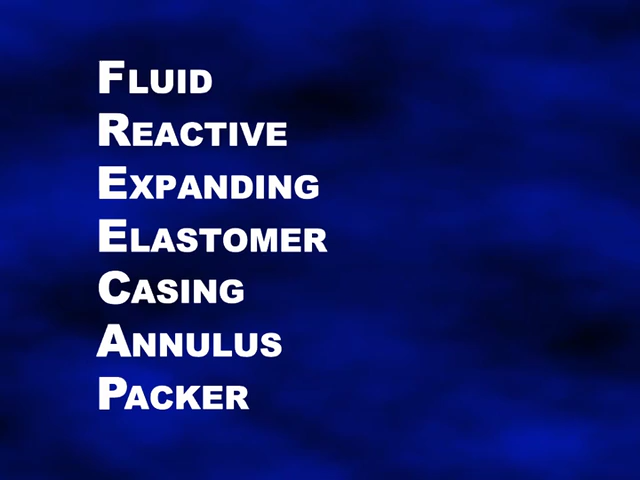 FLUID
REACTIVE
EXPANDING
ELASTOMER
CASING
ANNULUS
PACKER